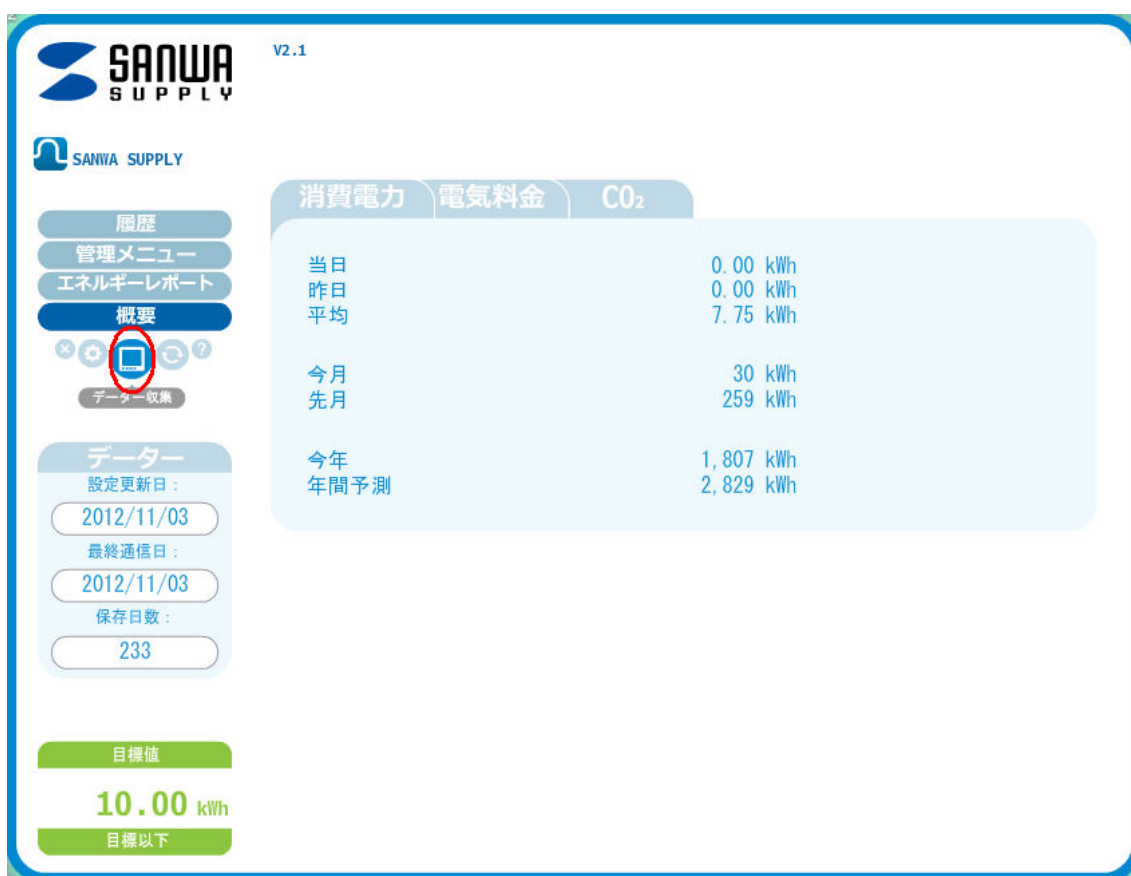 SANWA
SUPPLY
V2.1
SANWA SUPPLY
履歴
管理メニュー
エネルギーレポート
概要
?
データー収集
データー
設定更新日:
2012/11/03
最終通信日:
2012/11/03
保存日数:
233
目標値
10.00 kWh
目標以下
消費電力 電気料金 CO₂
当日 0.00 kWh
昨日 0.00 kWh
平均 7.75 kWh
今月 30 kWh
先月 259 kWh
今年 1,807 kWh
年間予測 2,829 kWh